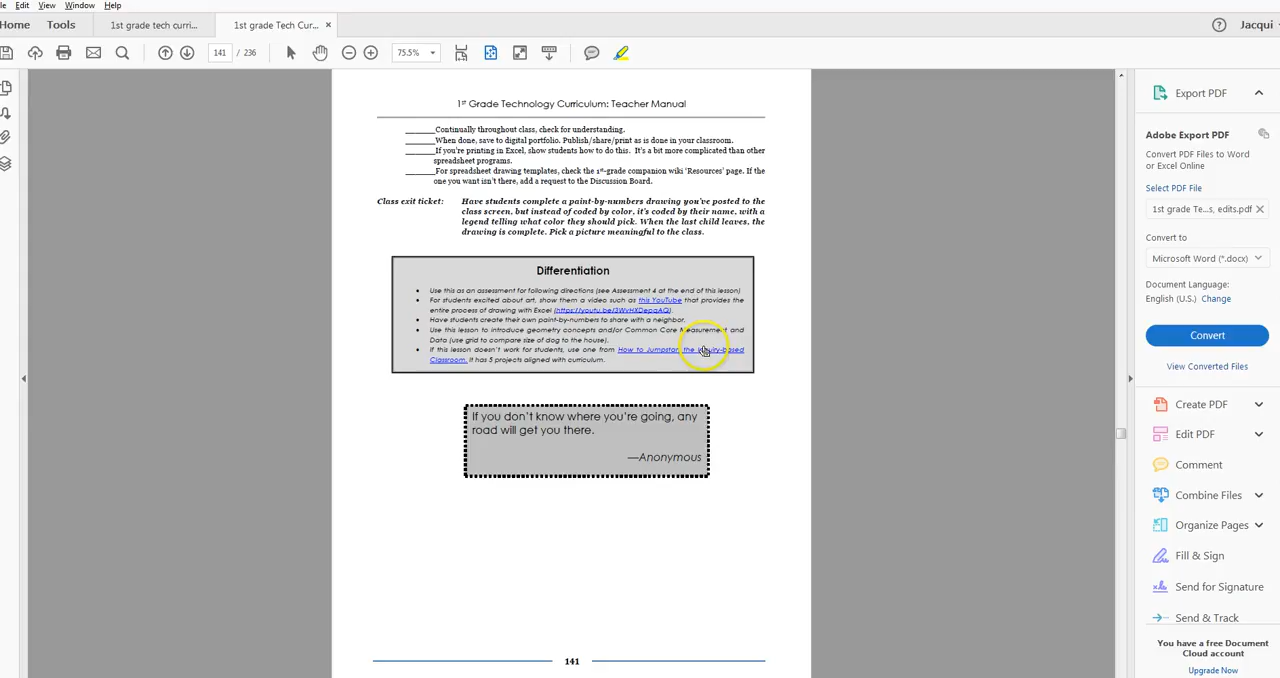 le Edit View Window Help
Home Tools 1st grade tech curri... 1st grade Tech Cur... × Jacqui
141 / 236 75.5%
1st Grade Technology Curriculum: Teacher Manual
_______Continually throughout class, check for understanding.
_______When done, save to digital portfolio. Publish/share/print as is done in your classroom.
_______If you're printing in Excel, show students how to do this. It's a bit more complicated than other
spreadsheet programs.
_______For spreadsheet drawing templates, check the 1st-grade companion wiki 'Resources' page. If the
one you want isn't there, add a request to the Discussion Board.
Class exit ticket: Have students complete a paint-by-numbers drawing you've posted to the
class screen, but instead of coded by color, it's coded by their name, with a
legend telling what color they should pick. When the last child leaves, the
drawing is complete. Pick a picture meaningful to the class.
Differentiation
• Use this as an assessment for following directions (see Assessment 4 at the end of this lesson)
• For students excited about art, show them a video such as this YouTube that provides the
entire process of drawing with Excel (https://youtu.be/3WvHXDepqAQ).
• Have students create their own paint-by-numbers to share with a neighbor.
• Use this lesson to introduce geometry concepts and/or Common Core Measurement and
Data (use grid to compare size of dog to the house).
• If this lesson doesn't work for students, use one from How to Jumpstart the Inquiry-based
Classroom. It has 5 projects aligned with curriculum.
If you don't know where you're going, any
road will get you there.
—Anonymous
141
Export PDF
Adobe Export PDF
Convert PDF Files to Word
or Excel Online
Select PDF File
1st grade Te...s, edits.pdf ×
Convert to
Microsoft Word (*.docx)
Document Language:
English (U.S.) Change
Convert
View Converted Files
Create PDF
Edit PDF
Comment
Combine Files
Organize Pages
Fill & Sign
Send for Signature
Send & Track
You have a free Document
Cloud account
Upgrade Now